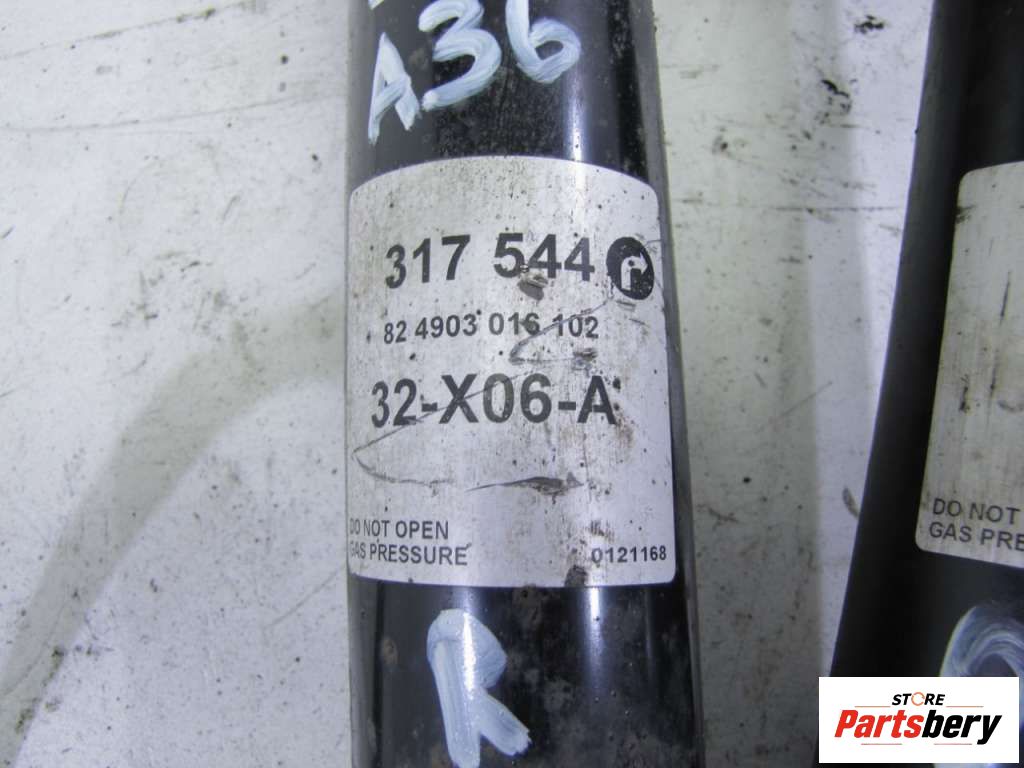 A36
317 544
82 4903 016 102
32-X06-A
DO NOT OPEN
GAS PRESSURE
0121168
R
DO NOT
GAS PRE
STORE
Partsbery